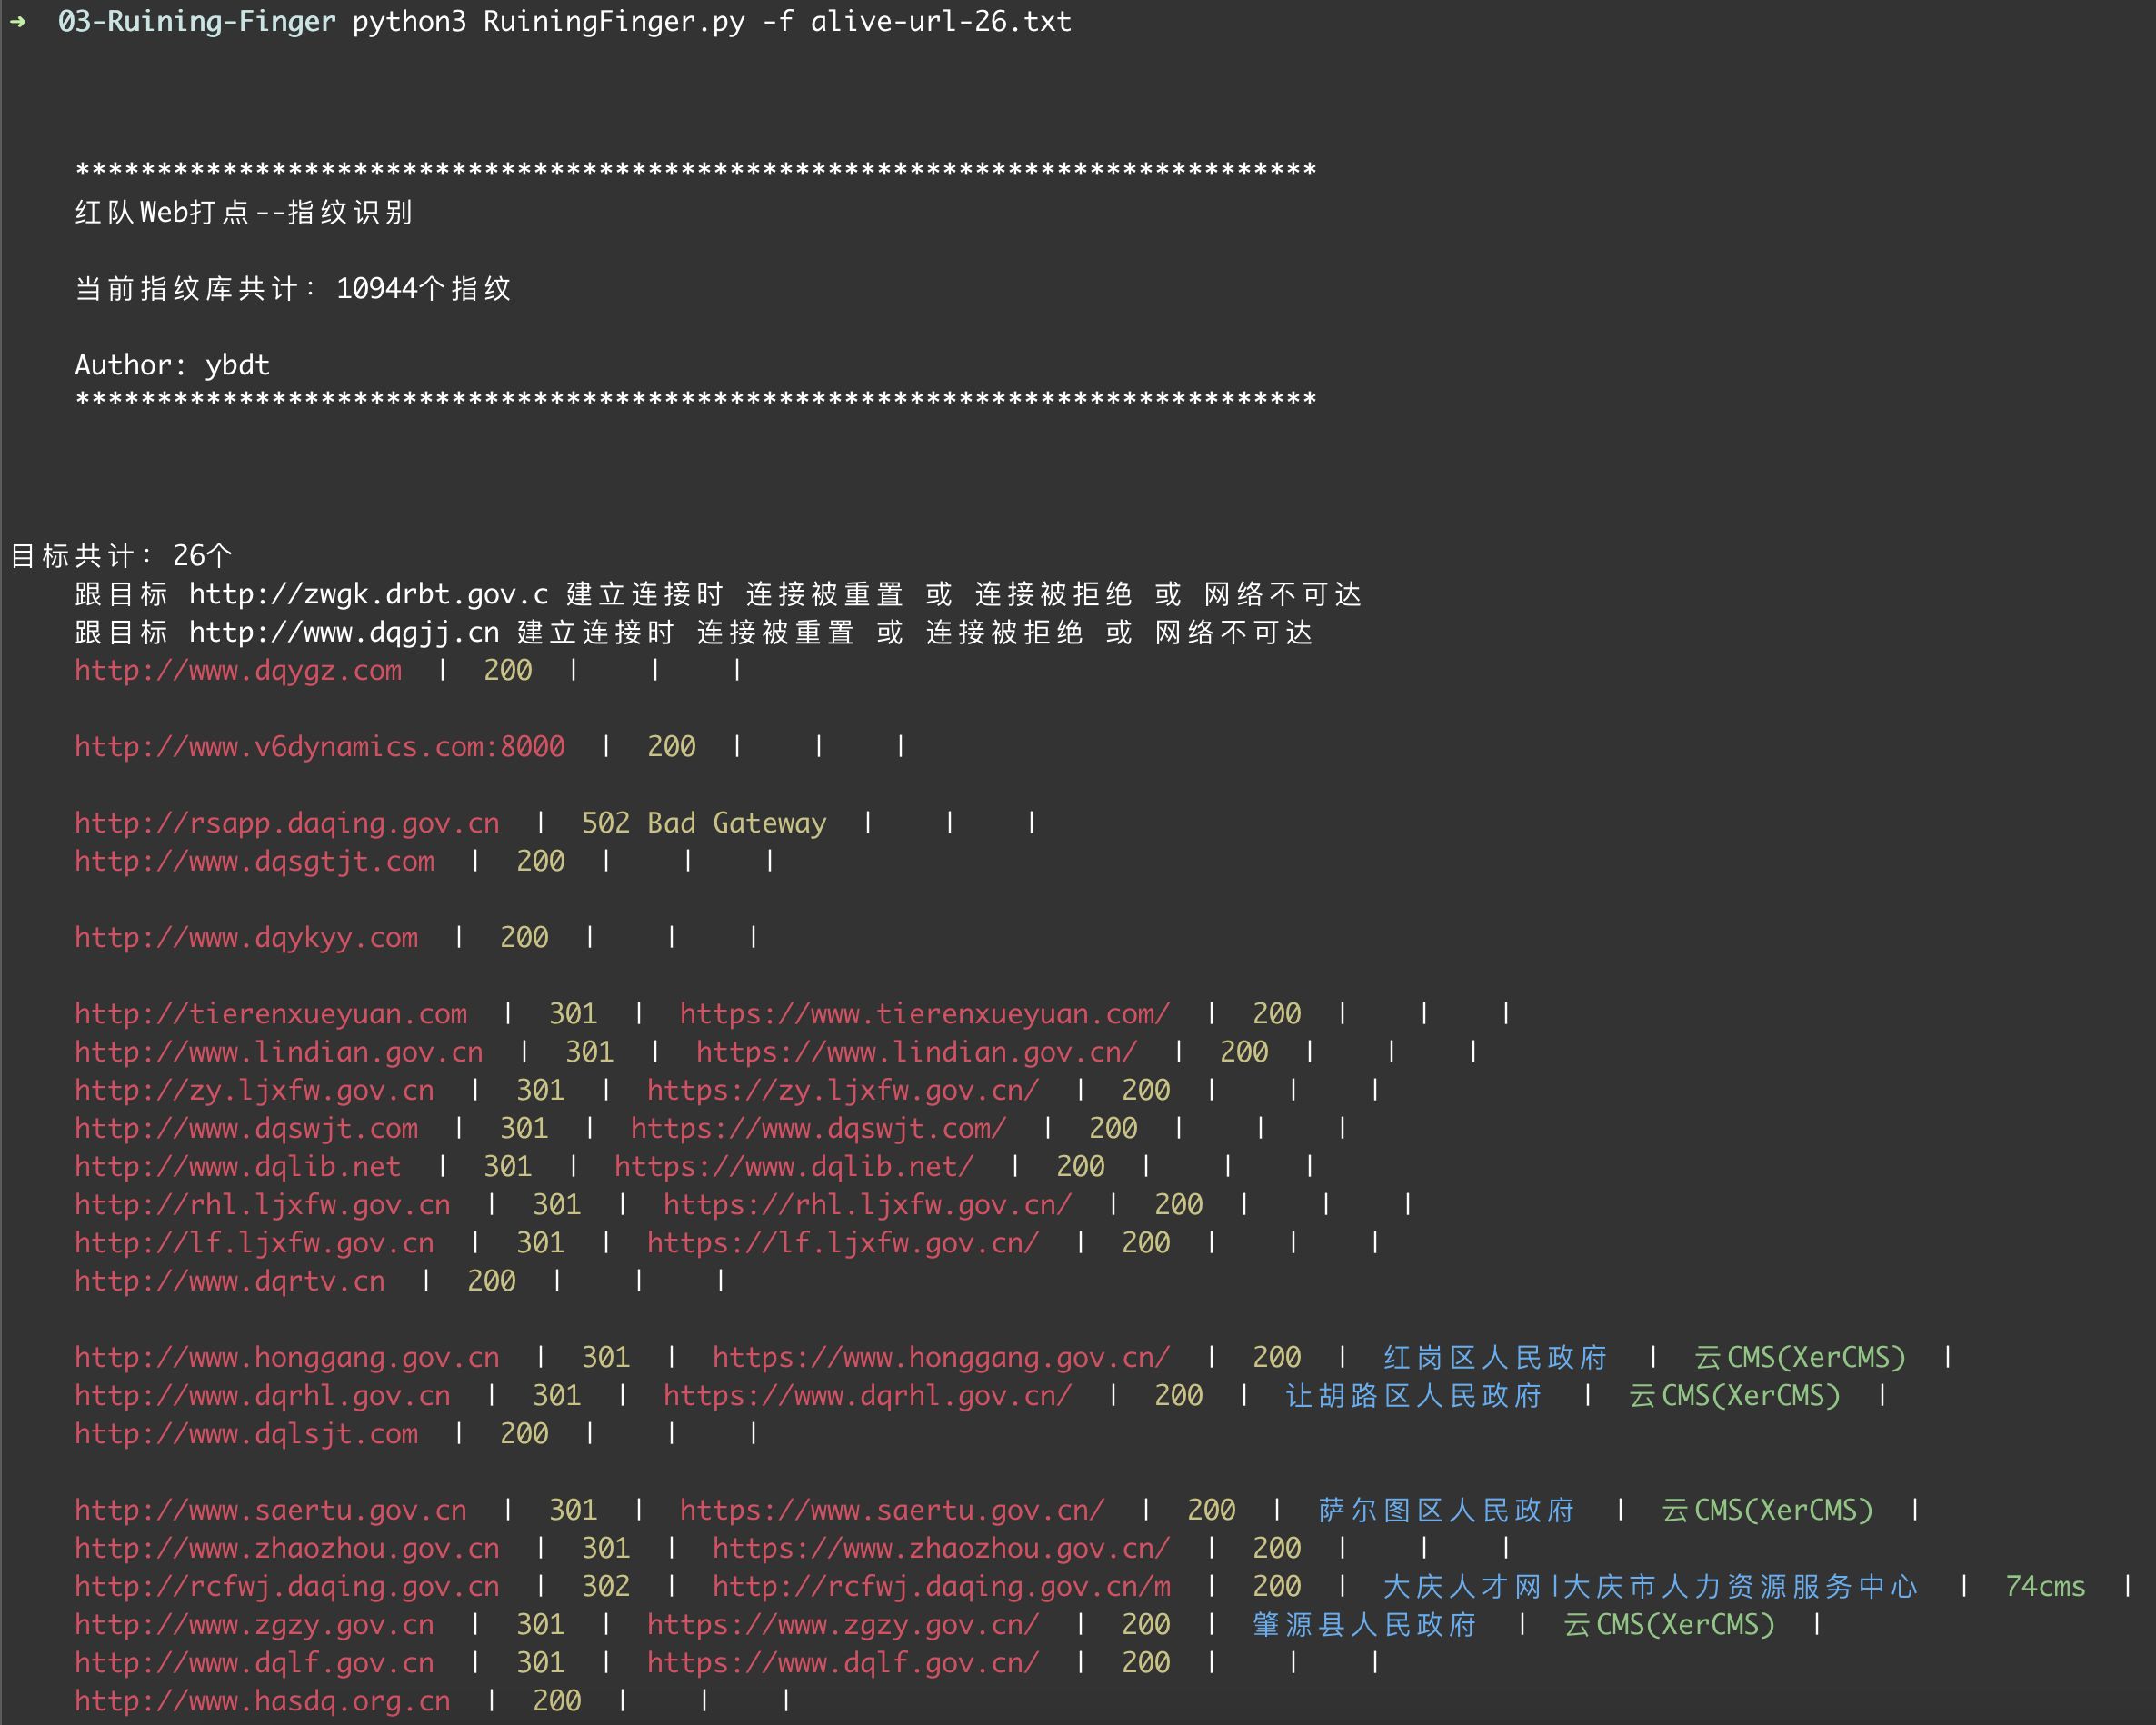 ➜  03-Ruining-Finger python3 RuiningFinger.py -f alive-url-26.txt
****************************************************************************
红队Web打点--指纹识别
当前指纹库共计: 10944个指纹
Author: ybdt
****************************************************************************
目标共计: 26个
跟目标 http://zwgk.drbt.gov.c 建立连接时 连接被重置 或 连接被拒绝 或 网络不可达
跟目标 http://www.dqgjj.cn 建立连接时 连接被重置 或 连接被拒绝 或 网络不可达
http://www.dqygz.com | 200 | | |
http://www.v6dynamics.com:8000 | 200 | | |
http://rsapp.daqing.gov.cn | 502 Bad Gateway | | |
http://www.dqsgtjt.com | 200 | | |
http://www.dqykyy.com | 200 | | |
http://tierenxueyuan.com | 301 | https://www.tierenxueyuan.com/ | 200 | | |
http://www.lindian.gov.cn | 301 | https://www.lindian.gov.cn/ | 200 | | |
http://zy.ljxfw.gov.cn | 301 | https://zy.ljxfw.gov.cn/ | 200 | | |
http://www.dqswjt.com | 301 | https://www.dqswjt.com/ | 200 | | |
http://www.dqlib.net | 301 | https://www.dqlib.net/ | 200 | | |
http://rhl.ljxfw.gov.cn | 301 | https://rhl.ljxfw.gov.cn/ | 200 | | |
http://lf.ljxfw.gov.cn | 301 | https://lf.ljxfw.gov.cn/ | 200 | | |
http://www.dqrtv.cn | 200 | | |
http://www.honggang.gov.cn | 301 | https://www.honggang.gov.cn/ | 200 | 红岗区人民政府 | 云CMS(XerCMS) |
http://www.dqrhl.gov.cn | 301 | https://www.dqrhl.gov.cn/ | 200 | 让胡路区人民政府 | 云CMS(XerCMS) |
http://www.dqlsjt.com | 200 | | |
http://www.saertu.gov.cn | 301 | https://www.saertu.gov.cn/ | 200 | 萨尔图区人民政府 | 云CMS(XerCMS) |
http://www.zhaozhou.gov.cn | 301 | https://www.zhaozhou.gov.cn/ | 200 | | |
http://rcfwj.daqing.gov.cn | 302 | http://rcfwj.daqing.gov.cn/m | 200 | 大庆人才网|大庆市人力资源服务中心 | 74cms |
http://www.zgzy.gov.cn | 301 | https://www.zgzy.gov.cn/ | 200 | 肇源县人民政府 | 云CMS(XerCMS) |
http://www.dqlf.gov.cn | 301 | https://www.dqlf.gov.cn/ | 200 | | |
http://www.hasdq.org.cn | 200 | | |